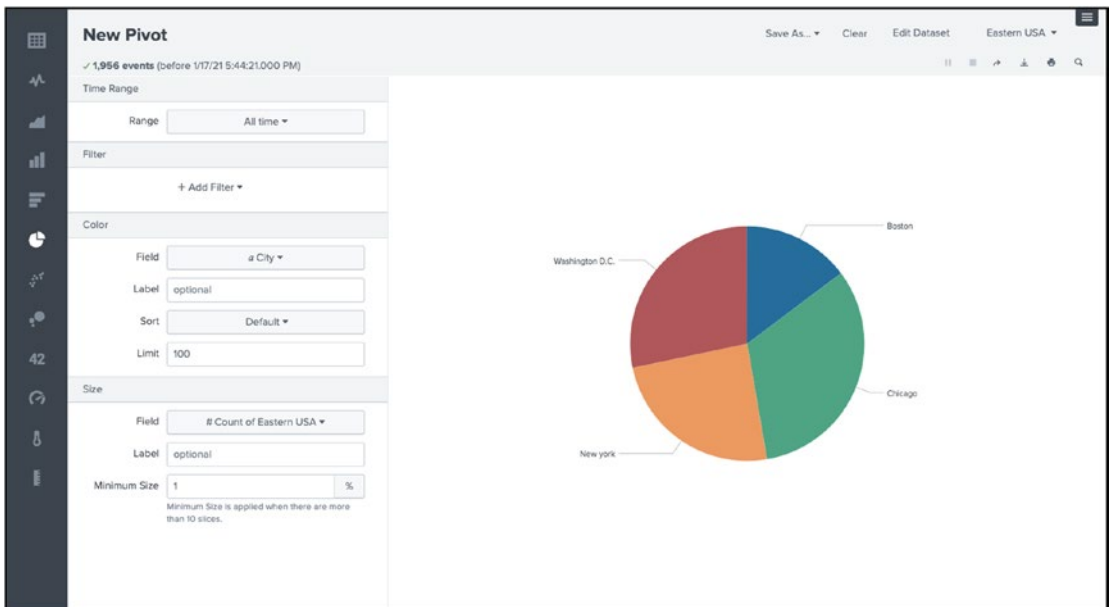 New Pivot
Save As...
Clear
Edit Dataset
Eastern USA
✓ 1,956 events (before 1/17/21 5:44:21.000 PM)
Time Range
Range
All time
Filter
+ Add Filter
Color
Field
a City
Label
optional
Sort
Default
Limit
100
Size
Field
# Count of Eastern USA
Label
optional
Minimum Size
1
%
Minimum Size is applied when there are more
than 10 slices.
42
Boston
Washington D.C.
Chicago
New york